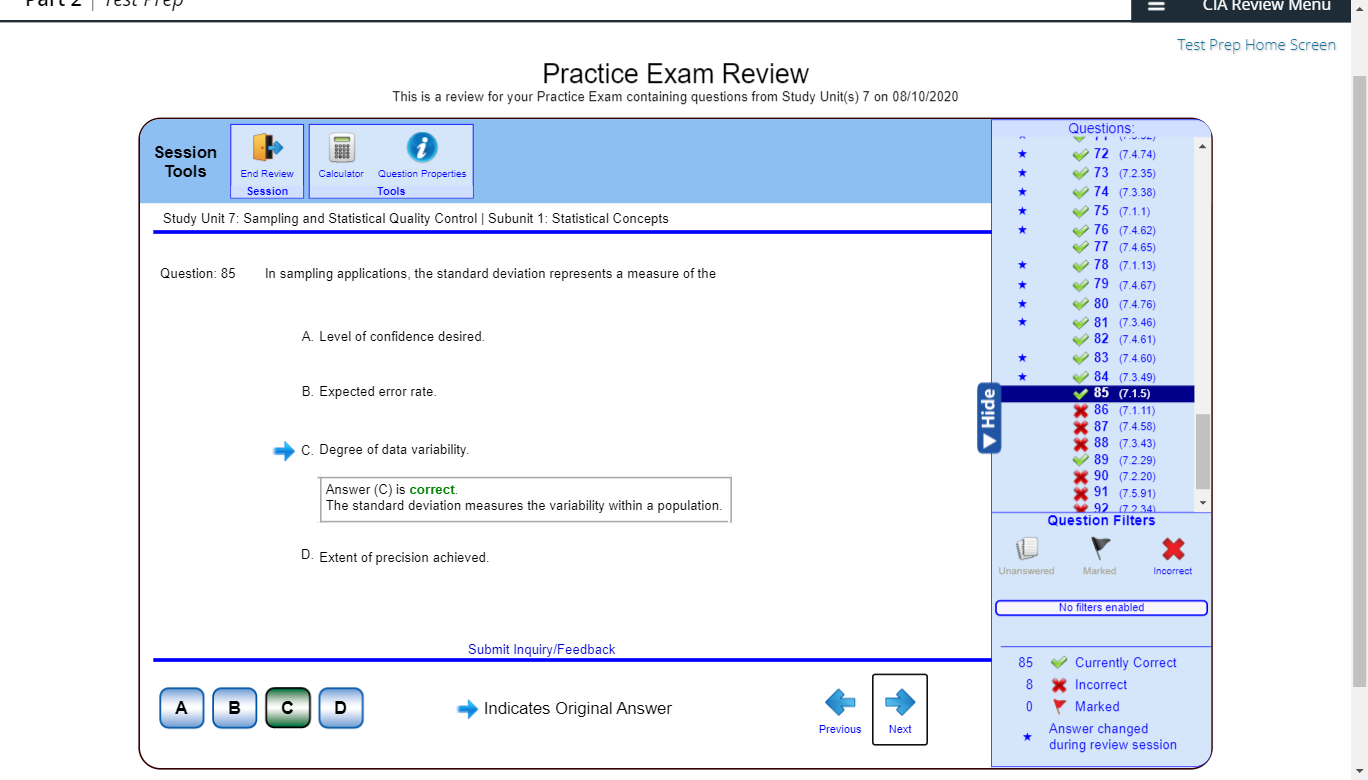 Part 2 | Test Prep
CIA Review Menu
Test Prep Home Screen
Practice Exam Review
This is a review for your Practice Exam containing questions from Study Unit(s) 7 on 08/10/2020
Session Tools
End Review
Session
Calculator
Question Properties
Tools
Study Unit 7: Sampling and Statistical Quality Control | Subunit 1: Statistical Concepts
Question: 85 In sampling applications, the standard deviation represents a measure of the
A. Level of confidence desired.
B. Expected error rate.
C. Degree of data variability.
Answer (C) is correct.
The standard deviation measures the variability within a population.
D. Extent of precision achieved.
Submit Inquiry/Feedback
A B C D
Indicates Original Answer
Previous
Next
Hide
Questions:
72 (7.4.74)
73 (7.2.35)
74 (7.3.38)
75 (7.1.1)
76 (7.4.62)
77 (7.4.65)
78 (7.1.13)
79 (7.4.67)
80 (7.4.76)
81 (7.3.46)
82 (7.4.61)
83 (7.4.60)
84 (7.3.49)
85 (7.1.5)
86 (7.1.11)
87 (7.4.58)
88 (7.3.43)
89 (7.2.29)
90 (7.2.20)
91 (7.5.91)
92 (7.2.34)
Question Filters
Unanswered
Marked
Incorrect
No filters enabled
85 Currently Correct
8 Incorrect
0 Marked
Answer changed
during review session